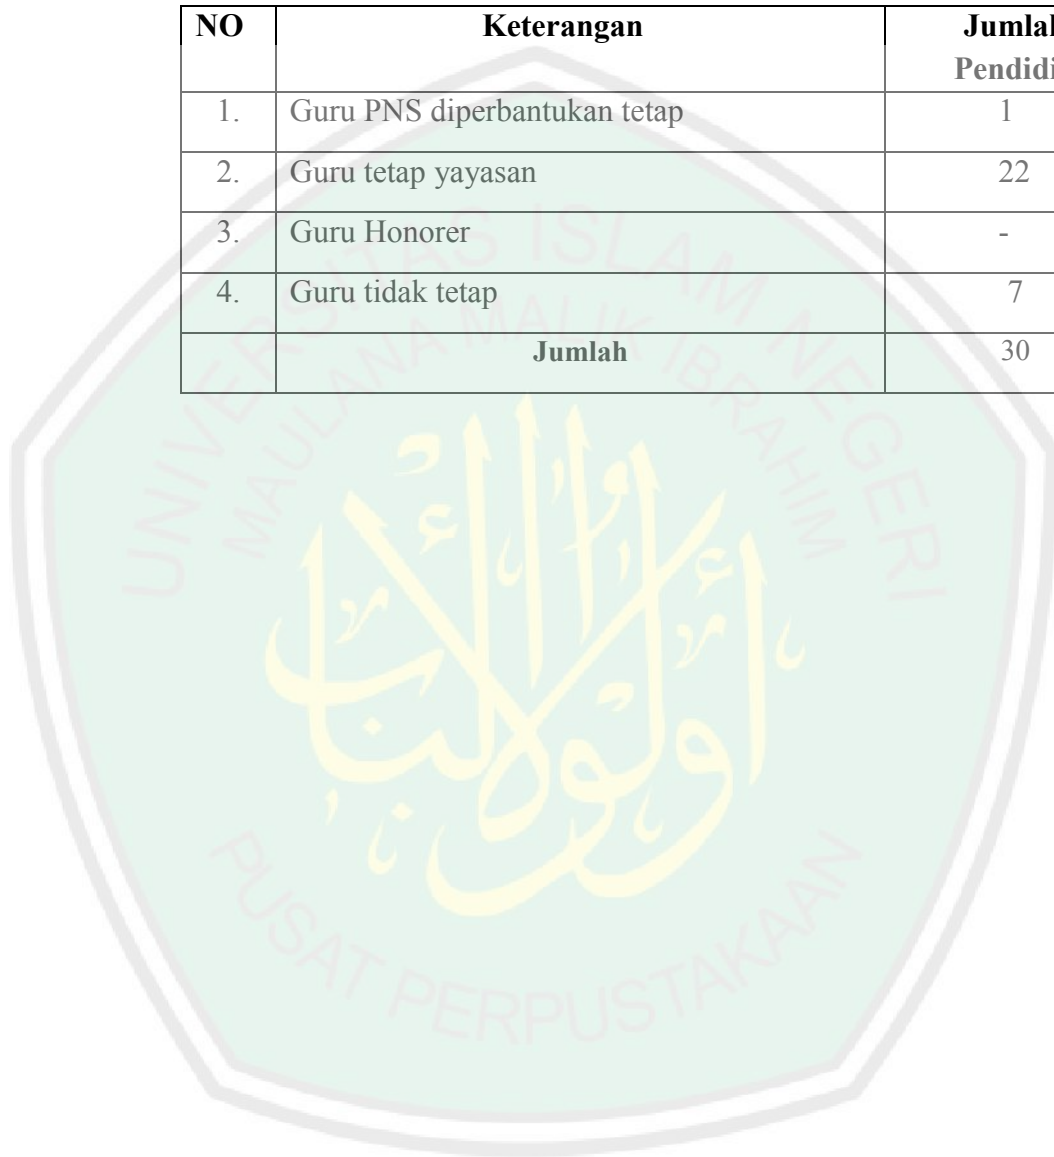 NO Keterangan Jumlah
Pendidi
1. Guru PNS diperbantukan tetap 1
2. Guru tetap yayasan 22
3. Guru Honorer -
4. Guru tidak tetap 7
Jumlah 30
UNIVERSITAS ISLAM NEGERI
MAULANA MALIK IBRAHIM
PUSAT PERPUSTAKAAN